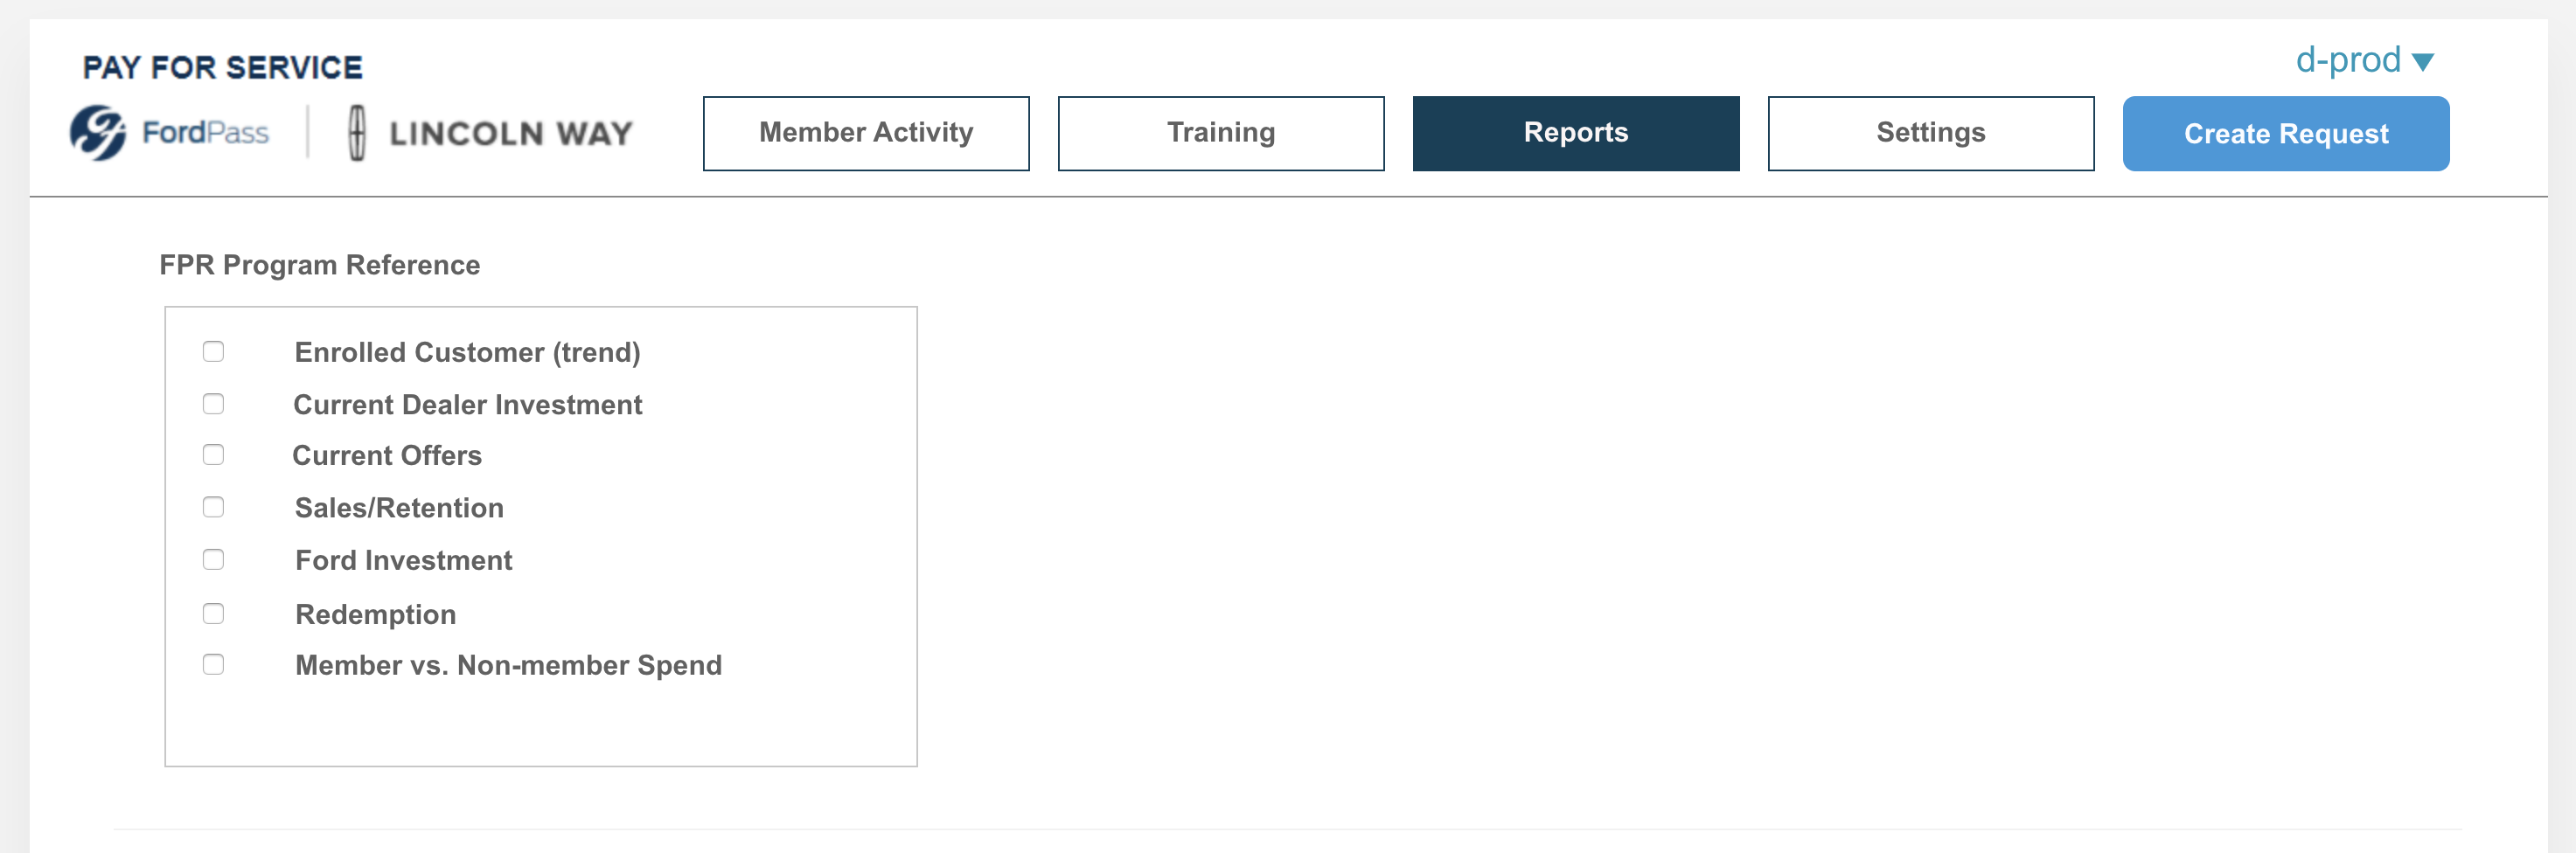 PAY FOR SERVICE
d-prod
FordPass
LINCOLN WAY
Member Activity
Training
Reports
Settings
Create Request
FPR Program Reference
Enrolled Customer (trend)
Current Dealer Investment
Current Offers
Sales/Retention
Ford Investment
Redemption
Member vs. Non-member Spend